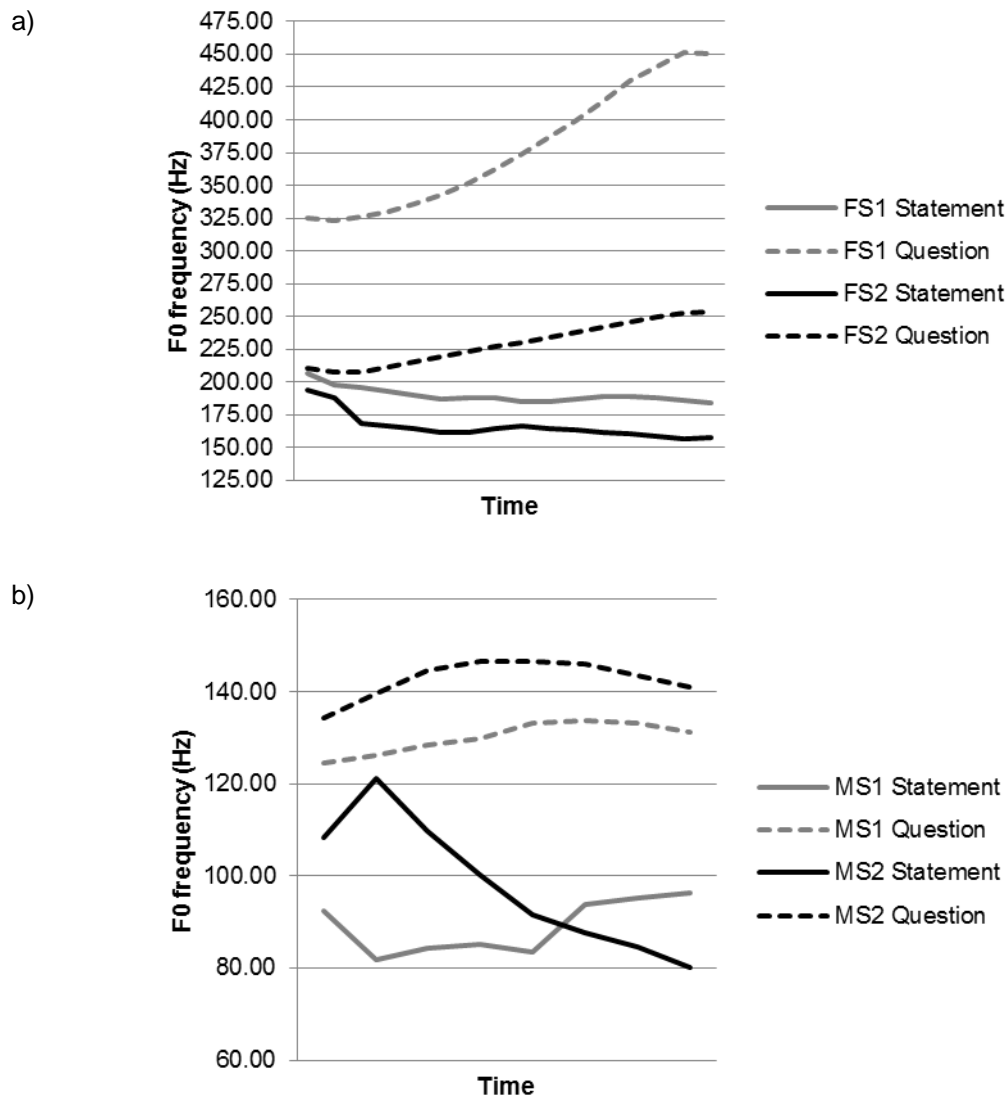 a)
475.00
450.00
425.00
400.00
375.00
350.00
325.00
300.00
275.00
250.00
225.00
200.00
175.00
150.00
125.00
F0 frequency (Hz)
Time
FS1 Statement
FS1 Question
FS2 Statement
FS2 Question
b)
160.00
140.00
120.00
100.00
80.00
60.00
F0 frequency (Hz)
Time
MS1 Statement
MS1 Question
MS2 Statement
MS2 Question